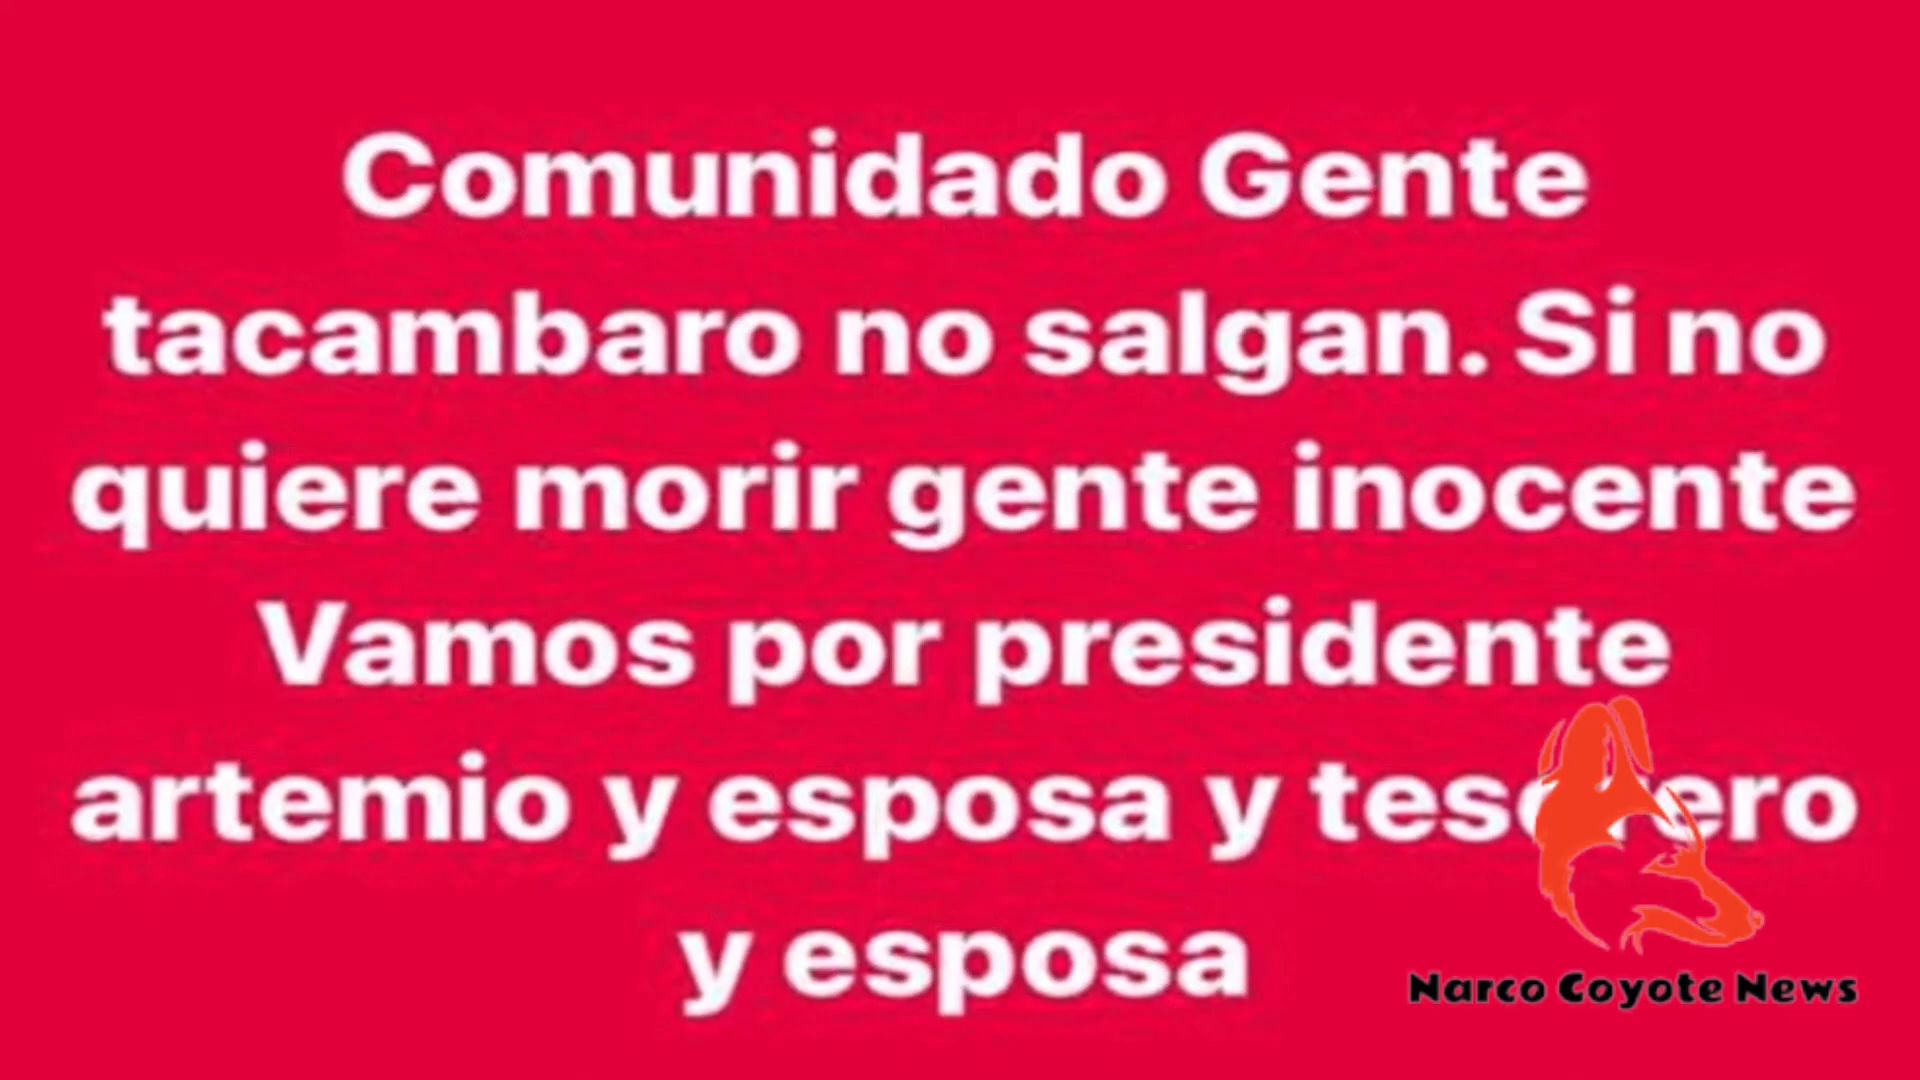 Comunidado Gente
tacambaro no salgan. Si no
quiere morir gente inocente
Vamos por presidente
artemio y esposa y tesorero
y esposa
Narco Coyote News